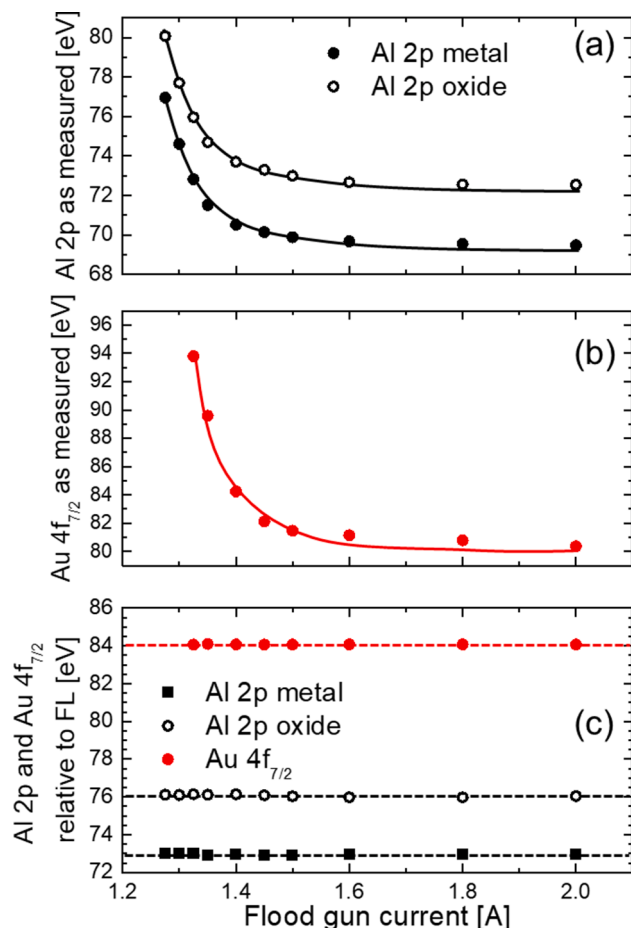 (a)
Al 2p metal
Al 2p oxide
Al 2p as measured [eV]
80
78
76
74
72
70
68
(b)
Au 4f7/2 as measured [eV]
96
94
92
90
88
86
84
82
80
(c)
Al 2p and Au 4f7/2
relative to FL [eV]
86
84
82
80
78
76
74
72
Al 2p metal
Al 2p oxide
Au 4f7/2
1.2 1.4 1.6 1.8 2.0
Flood gun current [A]